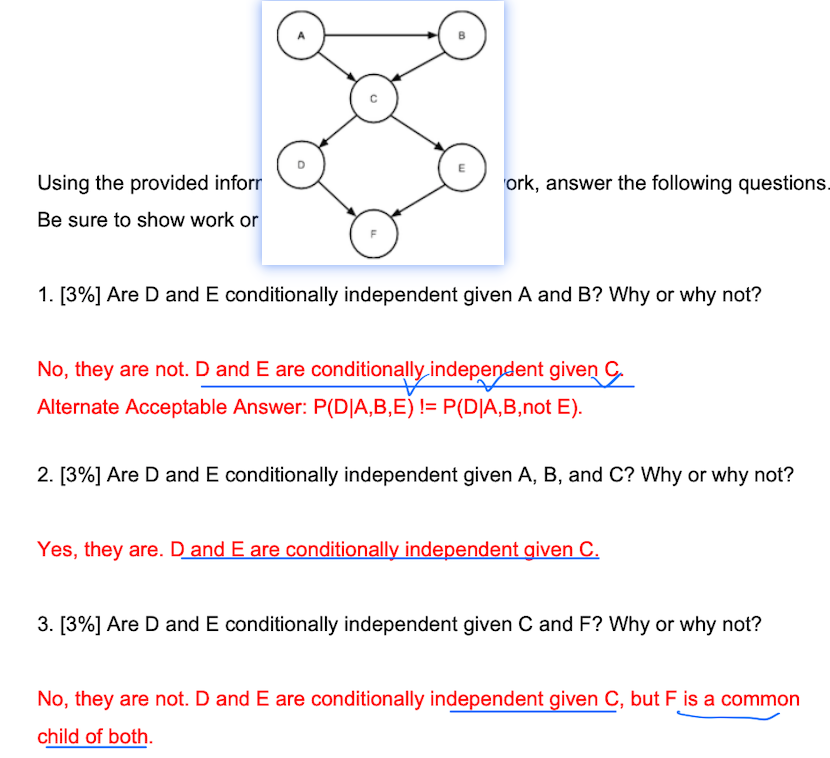 A
B
C
D
E
F
Using the provided inforr ork, answer the following questions.
Be sure to show work or
1. [3%] Are D and E conditionally independent given A and B? Why or why not?
No, they are not. D and E are conditionally independent given C.
Alternate Acceptable Answer: P(D|A,B,E) != P(D|A,B,not E).
2. [3%] Are D and E conditionally independent given A, B, and C? Why or why not?
Yes, they are. D and E are conditionally independent given C.
3. [3%] Are D and E conditionally independent given C and F? Why or why not?
No, they are not. D and E are conditionally independent given C, but F is a common
child of both.